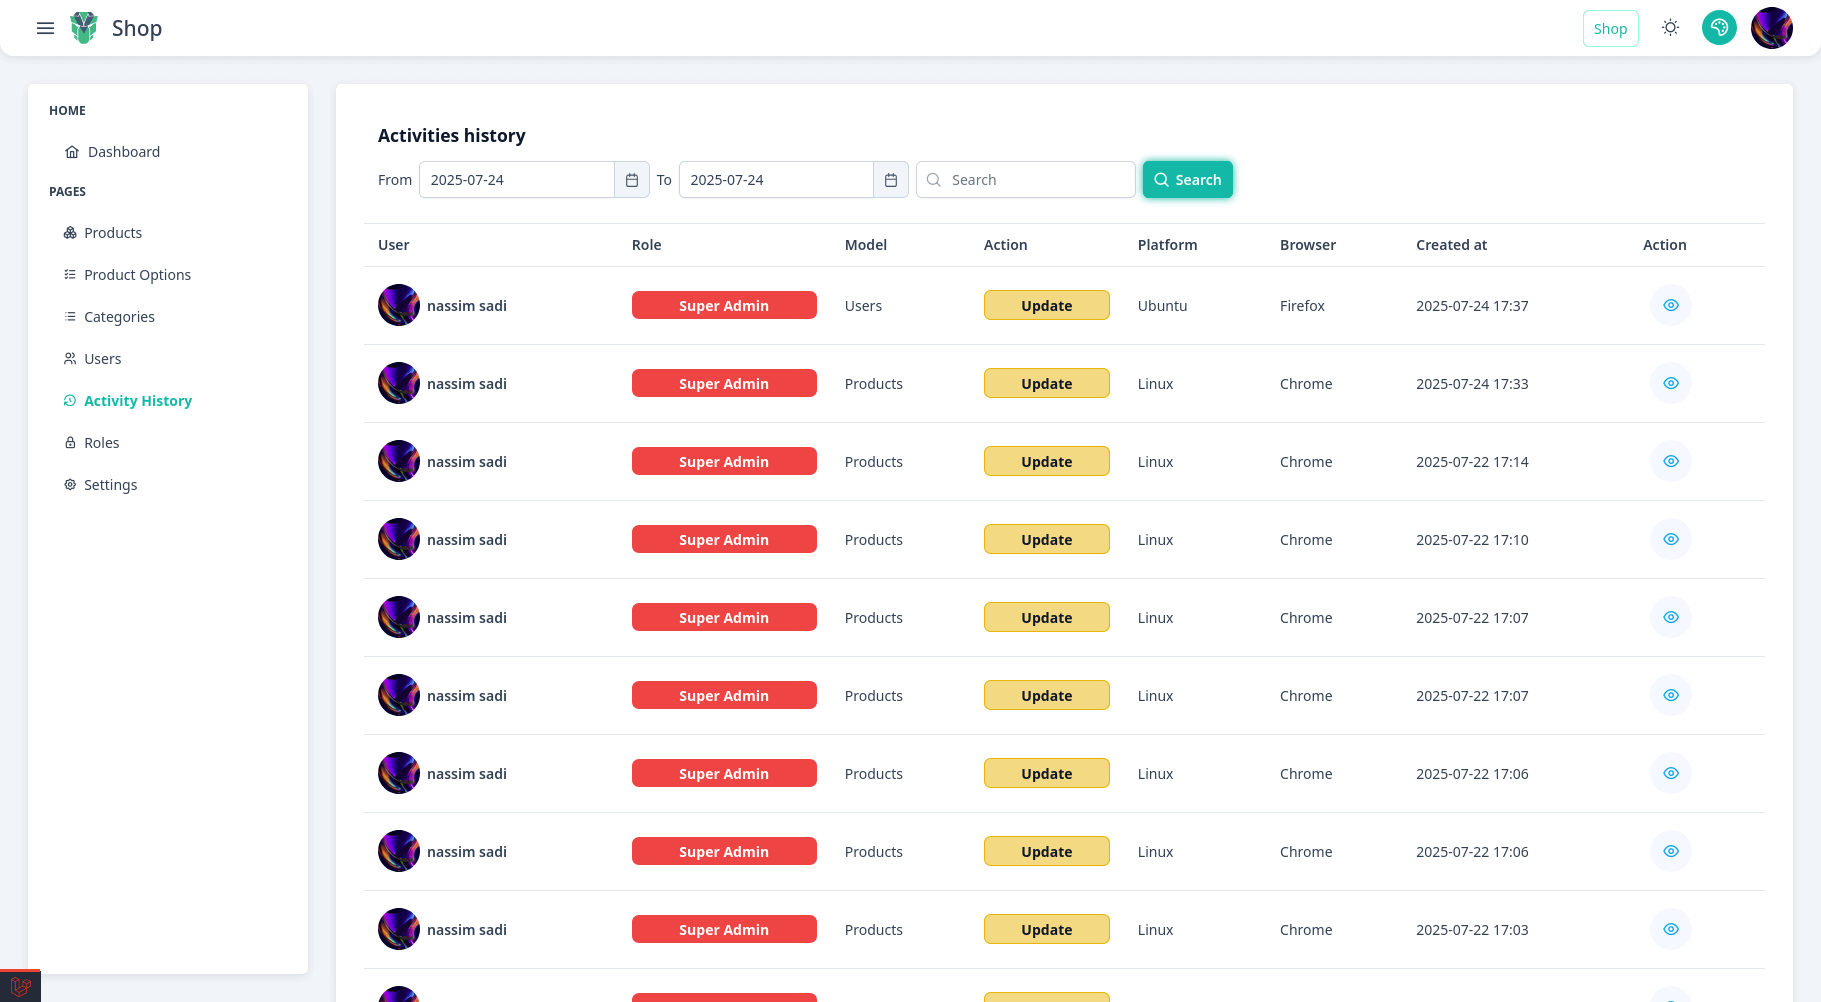 Shop
Shop
HOME
Dashboard
PAGES
Products
Product Options
Categories
Users
Activity History
Roles
Settings
Activities history
From 2025-07-24 To 2025-07-24 Search Search
User Role Model Action Platform Browser Created at Action
nassim sadi Super Admin Users Update Ubuntu Firefox 2025-07-24 17:37
nassim sadi Super Admin Products Update Linux Chrome 2025-07-24 17:33
nassim sadi Super Admin Products Update Linux Chrome 2025-07-22 17:14
nassim sadi Super Admin Products Update Linux Chrome 2025-07-22 17:10
nassim sadi Super Admin Products Update Linux Chrome 2025-07-22 17:07
nassim sadi Super Admin Products Update Linux Chrome 2025-07-22 17:07
nassim sadi Super Admin Products Update Linux Chrome 2025-07-22 17:06
nassim sadi Super Admin Products Update Linux Chrome 2025-07-22 17:06
nassim sadi Super Admin Products Update Linux Chrome 2025-07-22 17:03